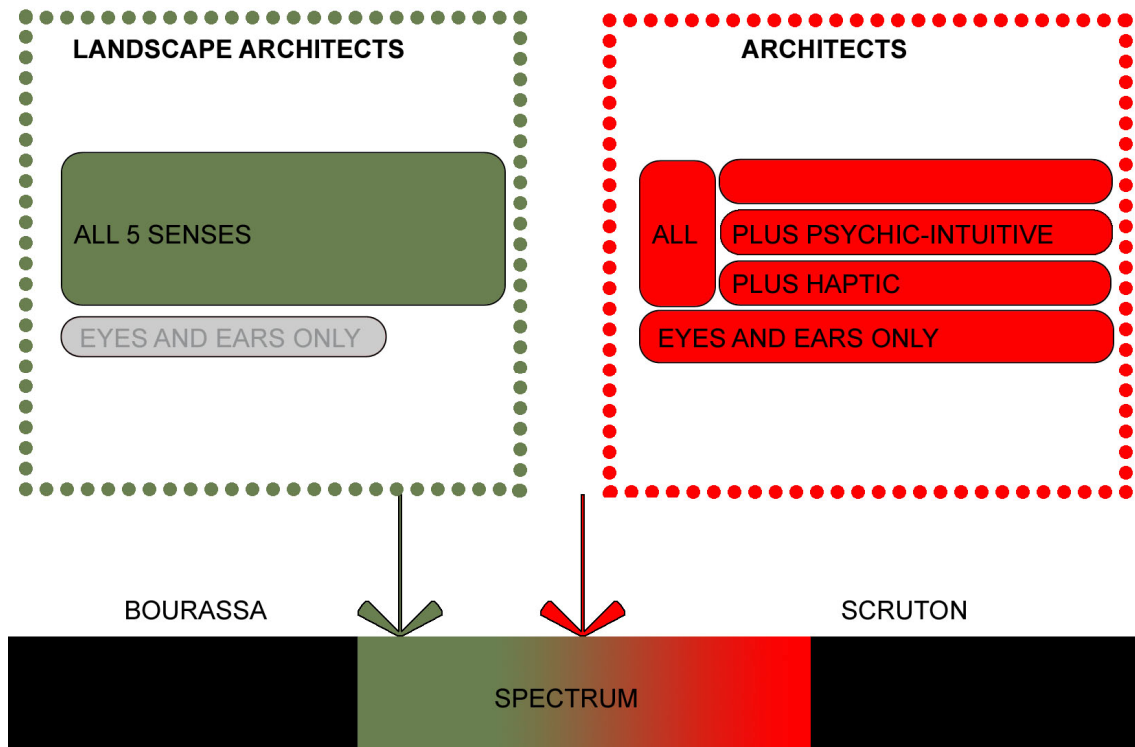 LANDSCAPE ARCHITECTS
ALL 5 SENSES
EYES AND EARS ONLY
ARCHITECTS
ALL
PLUS PSYCHIC-INTUITIVE
PLUS HAPTIC
EYES AND EARS ONLY
BOURASSA
SCRUTON
SPECTRUM